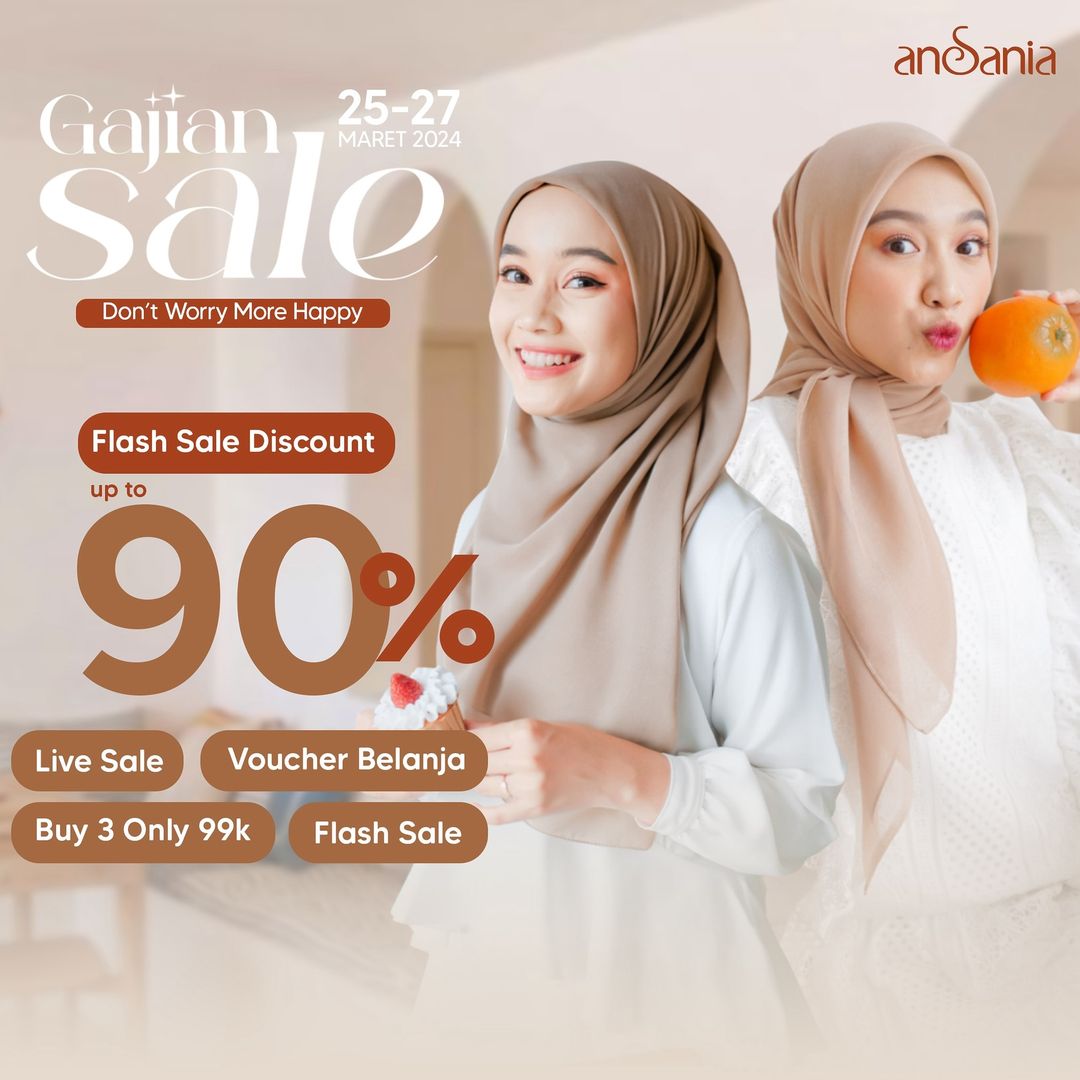 anSania
Gajian
sale
25-27
MARET 2024
Don't Worry More Happy
Flash Sale Discount
up to
90%
Live Sale
Voucher Belanja
Buy 3 Only 99k
Flash Sale